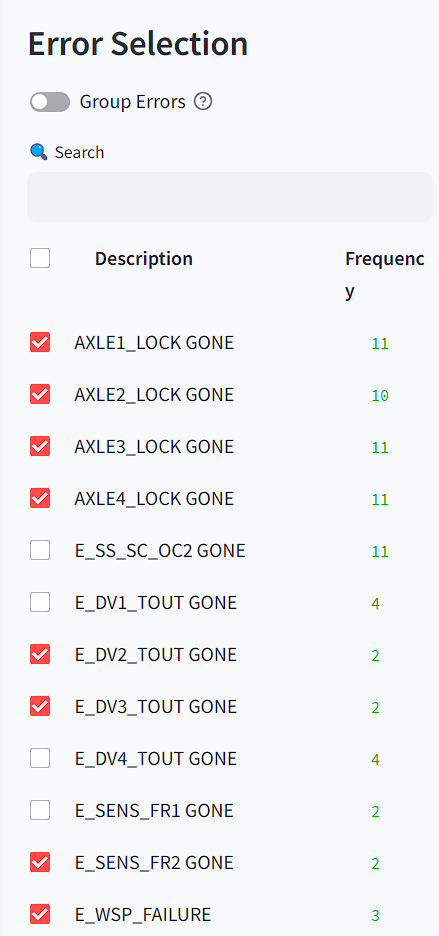 Error Selection
Group Errors ?
Search
Description Frequenc
y
AXLE1_LOCK GONE 11
AXLE2_LOCK GONE 10
AXLE3_LOCK GONE 11
AXLE4_LOCK GONE 11
E_SS_SC_OC2 GONE 11
E_DV1_TOUT GONE 4
E_DV2_TOUT GONE 2
E_DV3_TOUT GONE 2
E_DV4_TOUT GONE 4
E_SENS_FR1 GONE 2
E_SENS_FR2 GONE 2
E_WSP_FAILURE 3